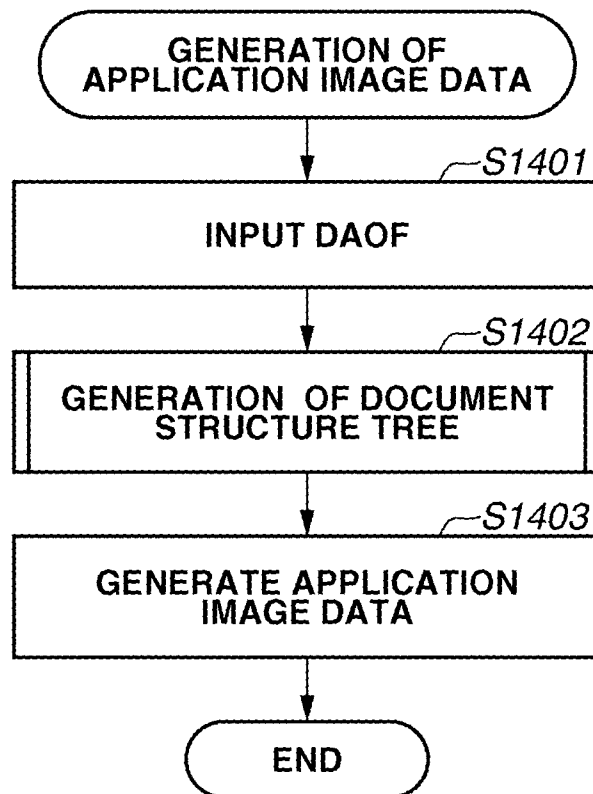 GENERATION OF
APPLICATION IMAGE DATA
S1401
INPUT DAOF
S1402
GENERATION OF DOCUMENT
STRUCTURE TREE
S1403
GENERATE APPLICATION
IMAGE DATA
END